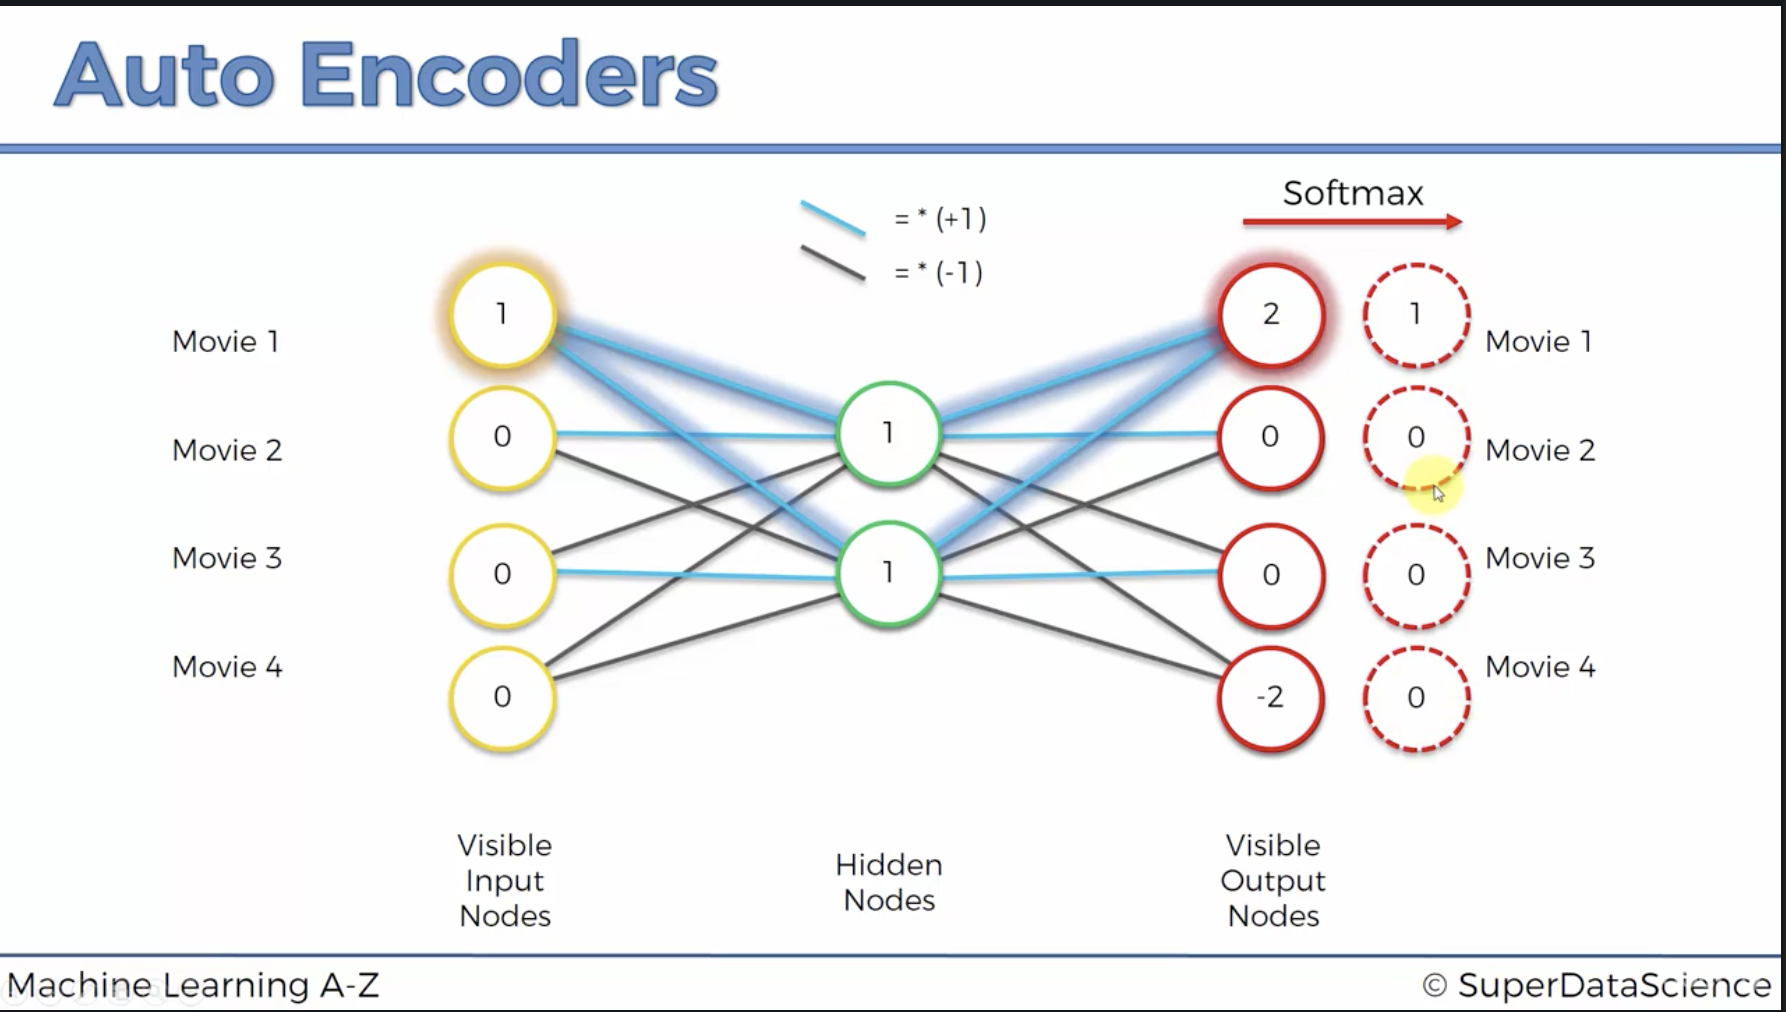 Auto Encoders
Softmax
= * (+1)
= * (-1)
1
2
1
Movie 1
Movie 1
0
1
0
0
Movie 2
Movie 2
0
1
0
0
Movie 3
Movie 3
0
-2
0
Movie 4
Movie 4
Visible
Input
Nodes
Hidden
Nodes
Visible
Output
Nodes
Machine Learning A-Z
© SuperDataScience